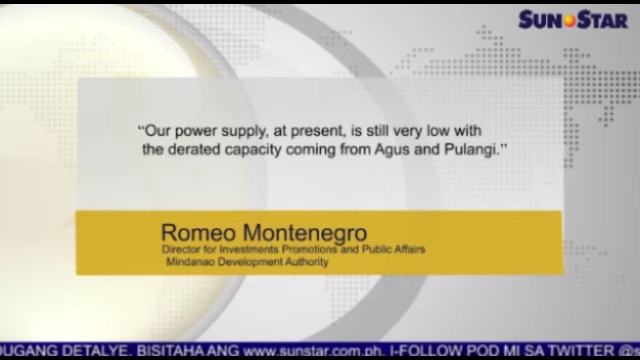 SUN STAR
“Our power supply, at present, is still very low with
the derated capacity coming from Agus and Pulangi.”
Romeo Montenegro
Director for Investments Promotions and Public Affairs
Mindanao Development Authority
DETALYE, BISITAHA ANG www.sunstar.com.ph. I-FOLLOW POD MI SA TWITTER